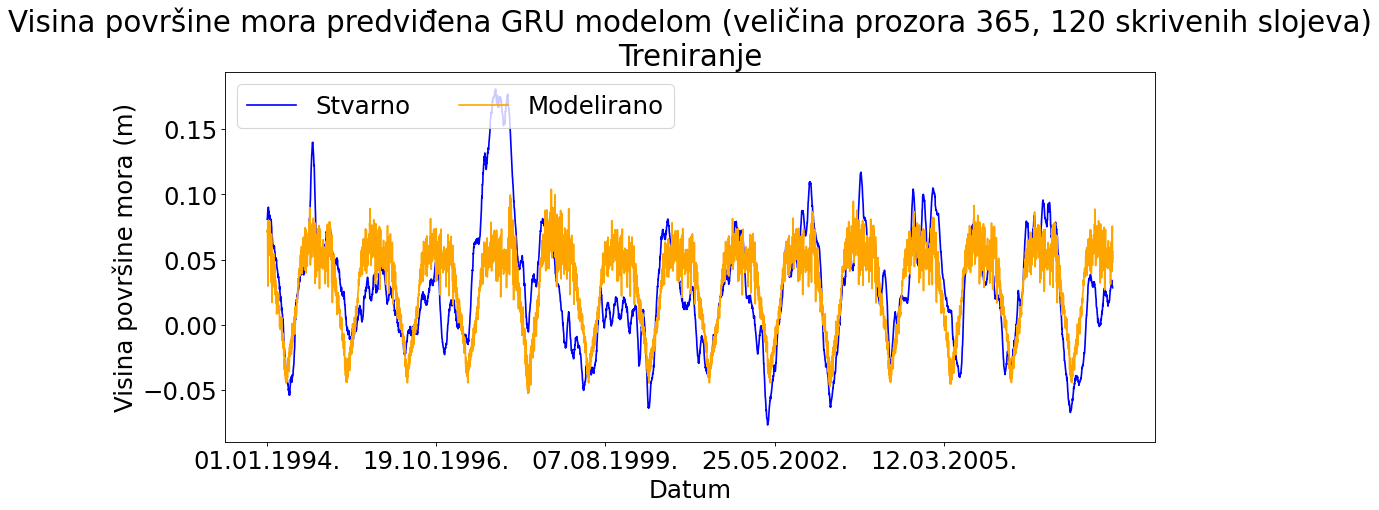 Visina površine mora predviđena GRU modelom (veličina prozora 365, 120 skrivenih slojeva)
Treniranje
Stvarno
Modelirano
Visina površine mora (m)
0.15
0.10
0.05
0.00
−0.05
01.01.1994.
19.10.1996.
07.08.1999.
25.05.2002.
12.03.2005.
Datum